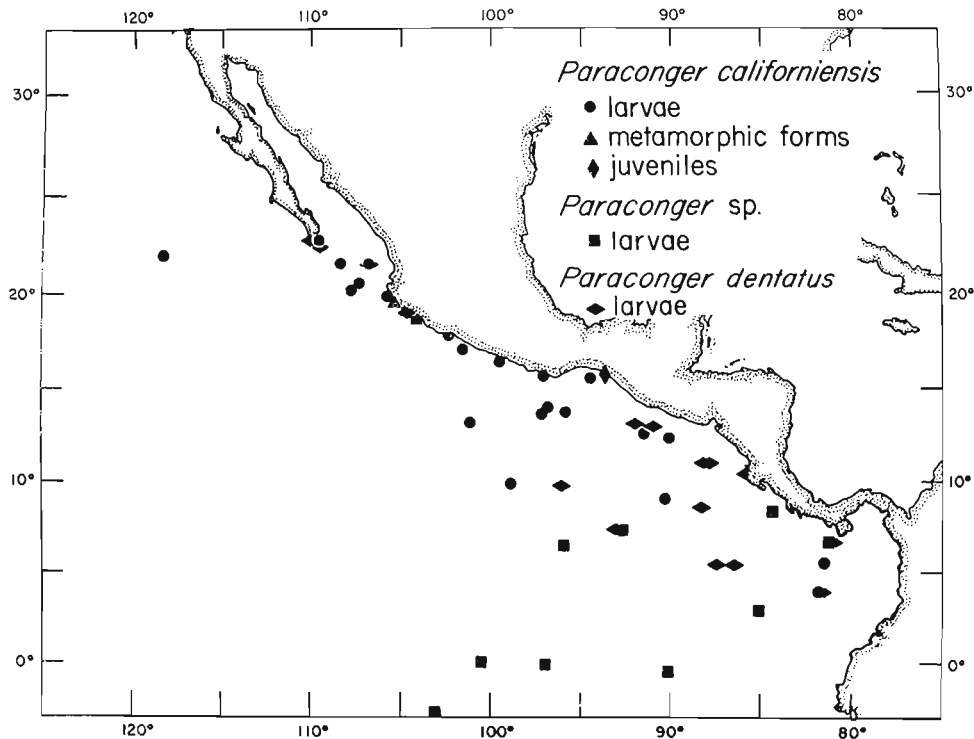 120° 110° 100° 90° 80°
Paraconger californiensis
larvae
metamorphic forms
juveniles
Paraconger sp.
larvae
Paraconger dentatus
larvae
30° 30°
20° 20°
10° 10°
0° 0°
120° 110° 100° 90° 80°